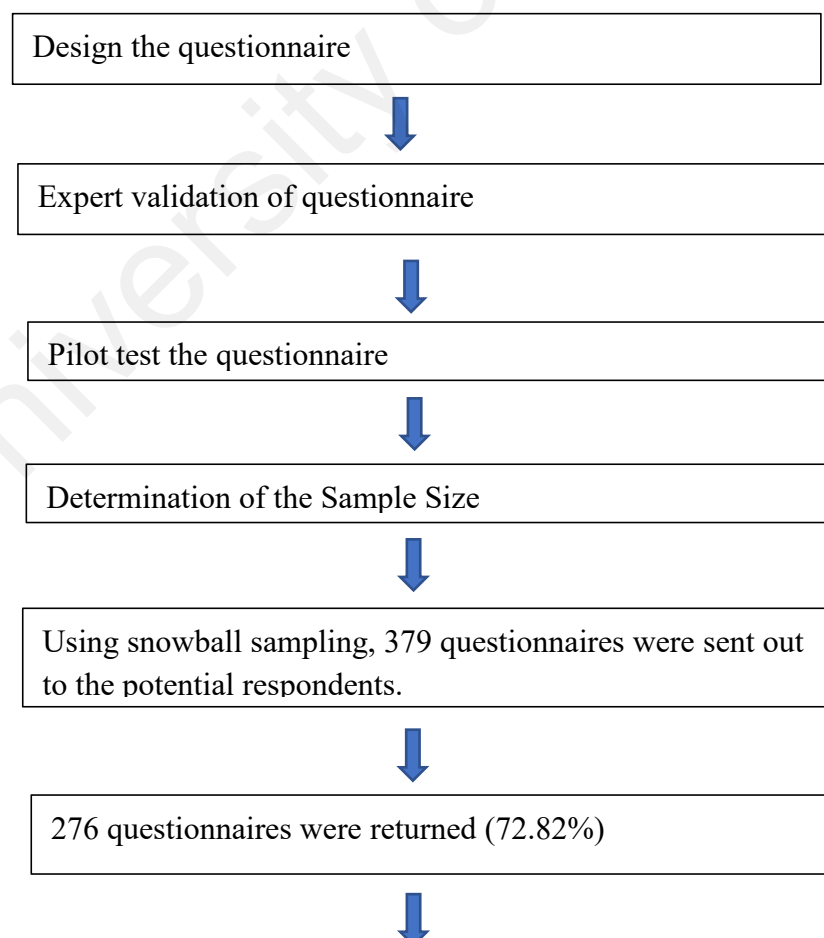 Design the questionnaire
Expert validation of questionnaire
Pilot test the questionnaire
Determination of the Sample Size
Using snowball sampling, 379 questionnaires were sent out
to the potential respondents.
276 questionnaires were returned (72.82%)